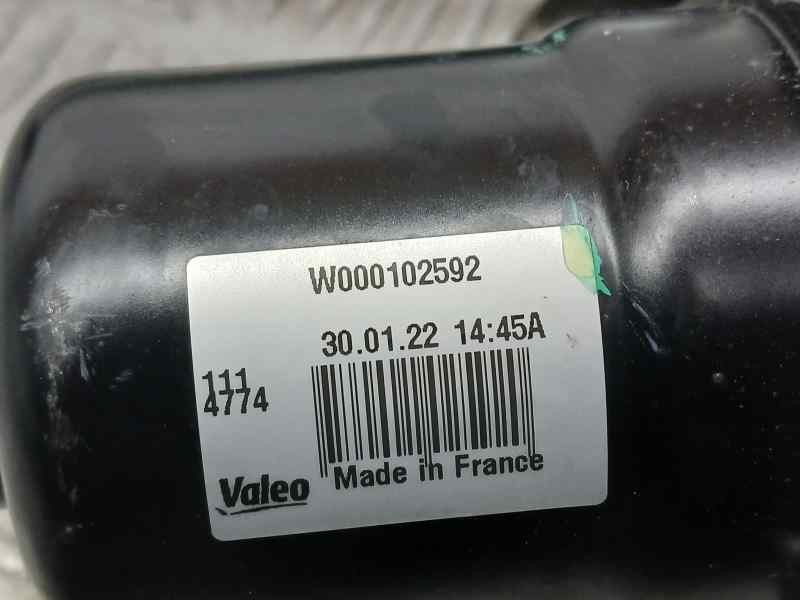 W000102592
30.01.22 14:45A
111
4774
Made in France
Valeo